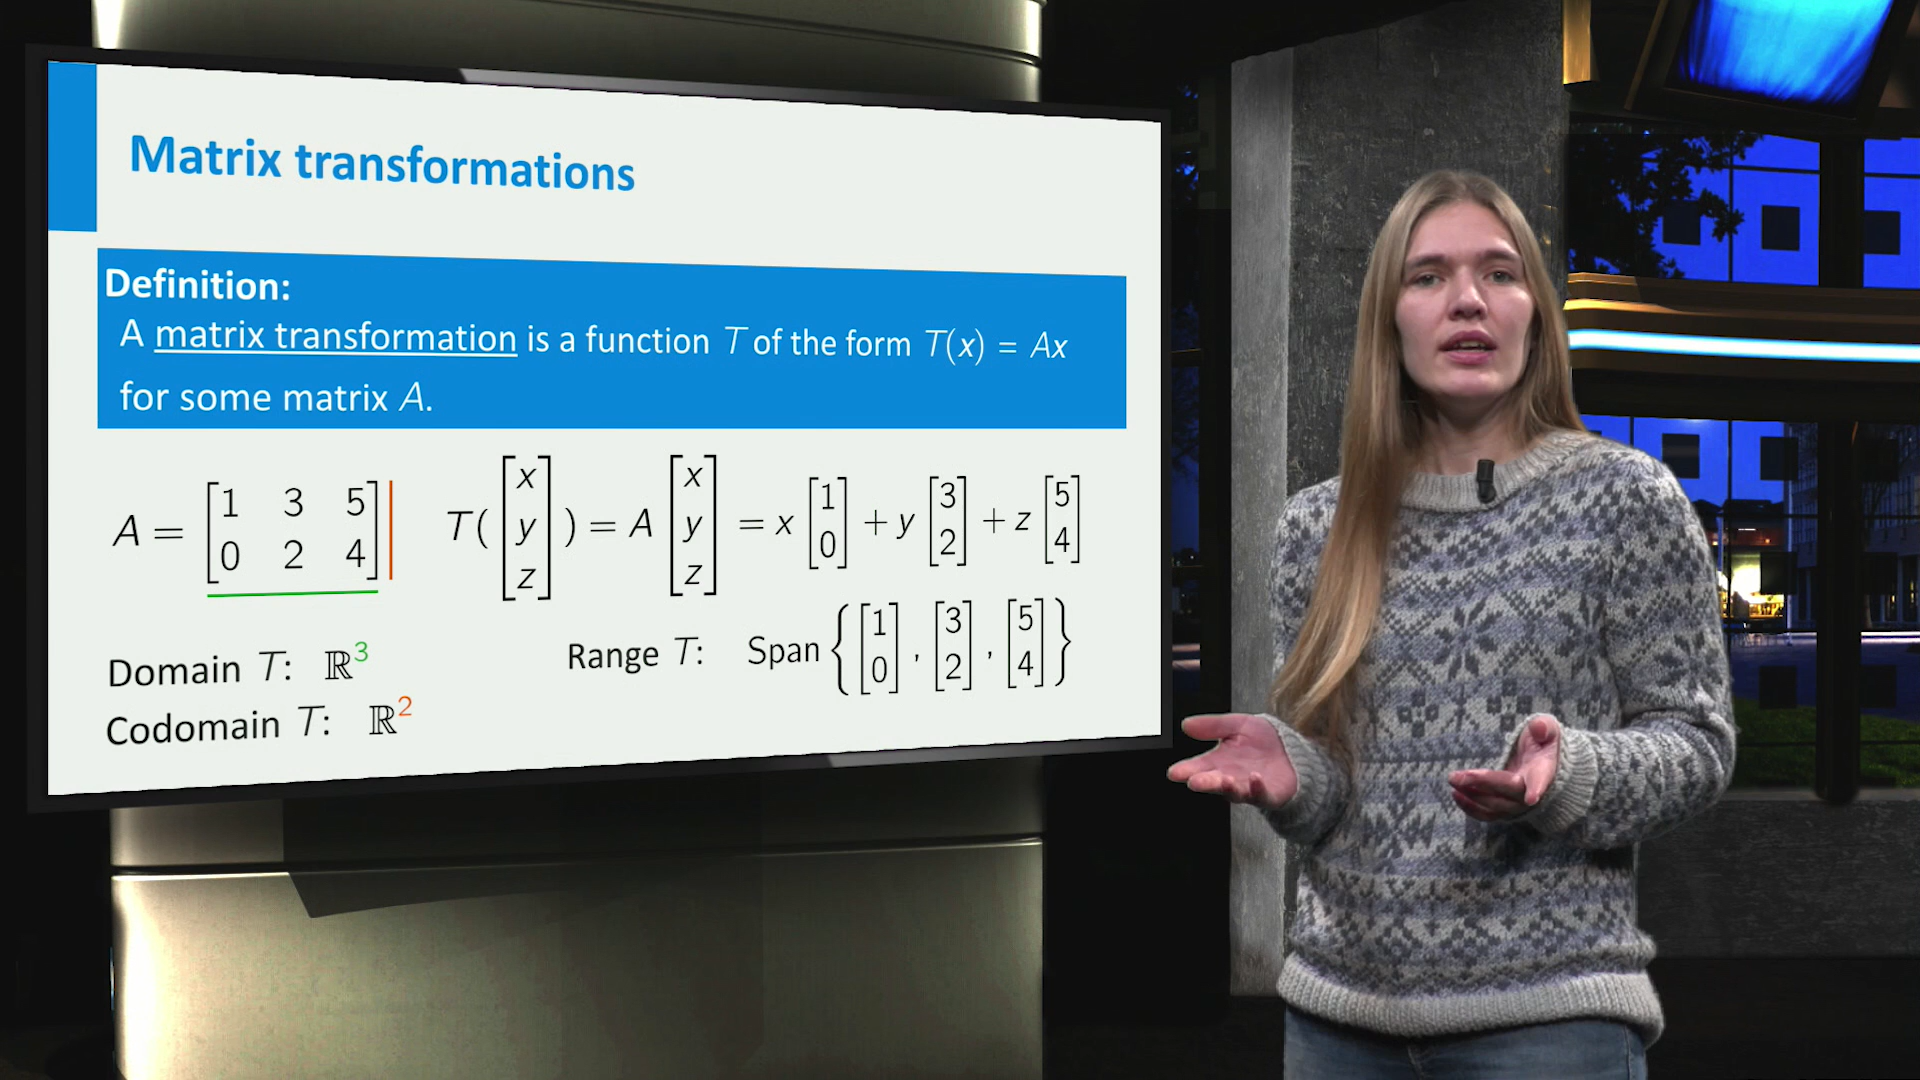 Matrix transformations
Definition:
A matrix transformation is a function T of the form T(x) = Ax
for some matrix A.
A = [1 3 5; 0 2 4] T([x; y; z]) = A [x; y; z] = x [1; 0] + y [3; 2] + z [5; 4]
Domain T: ℝ³ Range T: Span {[1; 0], [3; 2], [5; 4]}
Codomain T: ℝ²